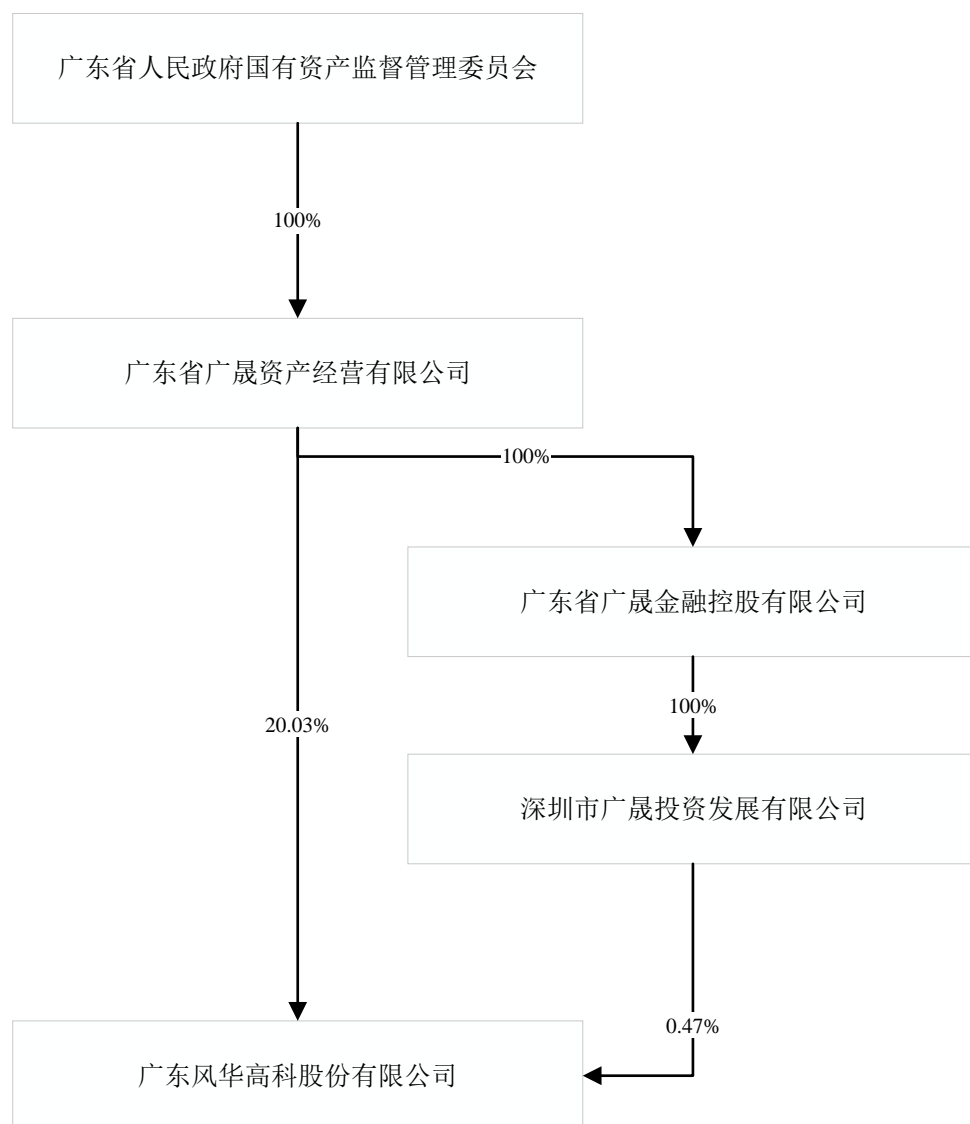 广东省人民政府国有资产监督管理委员会
100%
广东省广晟资产经营有限公司
100%
广东省广晟金融控股有限公司
100%
20.03%
深圳市广晟投资发展有限公司
0.47%
广东风华高科股份有限公司